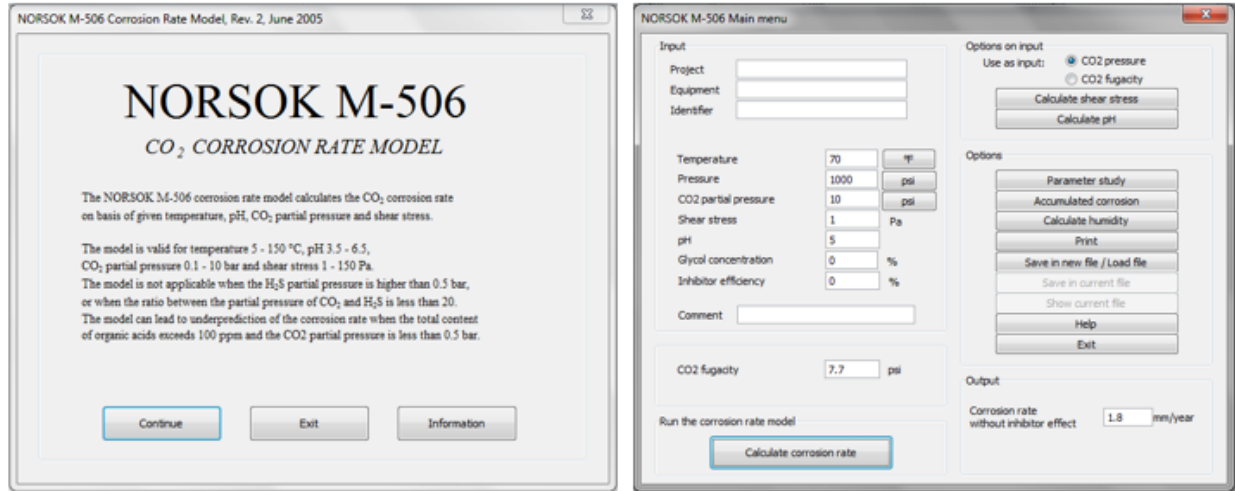 NORSOK M-506 Corrosion Rate Model, Rev. 2, June 2005
NORSOK M-506
CO2 CORROSION RATE MODEL
The NORSOK M-506 corrosion rate model calculates the CO2 corrosion rate
on basis of given temperature, pH, CO2 partial pressure and shear stress.
The model is valid for temperature 5 - 150 °C, pH 3.5 - 6.5,
CO2 partial pressure 0.1 - 10 bar and shear stress 1 - 150 Pa.
The model is not applicable when the H2S partial pressure is higher than 0.5 bar,
or when the ratio between the partial pressure of CO2 and H2S is less than 20.
The model can lead to underprediction of the corrosion rate when the total content
of organic acids exceeds 100 ppm and the CO2 partial pressure is less than 0.5 bar.
Continue Exit Information
NORSOK M-506 Main menu
Input
Project
Equipment
Identifier
Temperature 70 ºF
Pressure 1000 psi
CO2 partial pressure 10 psi
Shear stress 1 Pa
pH 5
Glycol concentration 0 %
Inhibitor efficiency 0 %
Comment
CO2 fugacity 7.7 psi
Run the corrosion rate model
Calculate corrosion rate
Options on input
Use as input: CO2 pressure
CO2 fugacity
Calculate shear stress
Calculate pH
Options
Parameter study
Accumulated corrosion
Calculate humidity
Print
Save in new file / Load file
Save in current file
Show current file
Help
Exit
Output
Corrosion rate
without inhibitor effect 1.8 mm/year